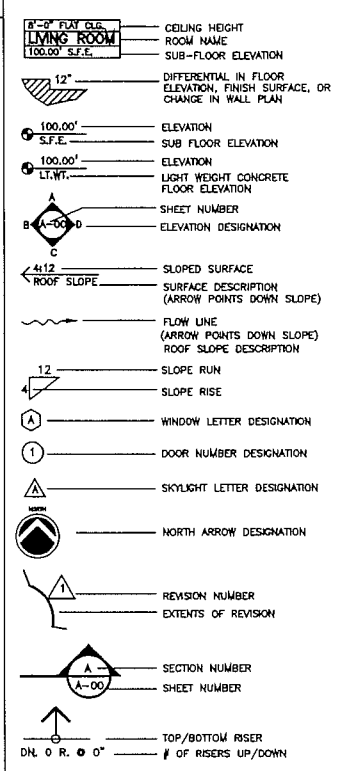 8'-0" FLAT CLG. CEILING HEIGHT
LIVING ROOM ROOM NAME
100.00' S.F.E. SUB-FLOOR ELEVATION
12" DIFFERENTIAL IN FLOOR
ELEVATION, FINISH SURFACE, OR
CHANGE IN WALL PLAN
100.00' ELEVATION
S.F.E. SUB FLOOR ELEVATION
100.00' ELEVATION
LT.WT. LIGHT WEIGHT CONCRETE
FLOOR ELEVATION
A
SHEET NUMBER
B A-00 D ELEVATION DESIGNATION
C
4:12 SLOPED SURFACE
ROOF SLOPE SURFACE DESCRIPTION
(ARROW POINTS DOWN SLOPE)
FLOW LINE
(ARROW POINTS DOWN SLOPE)
ROOF SLOPE DESCRIPTION
12 SLOPE RUN
4 SLOPE RISE
A WINDOW LETTER DESIGNATION
1 DOOR NUMBER DESIGNATION
A SKYLIGHT LETTER DESIGNATION
NORTH
NORTH ARROW DESIGNATION
1 REVISION NUMBER
EXTENTS OF REVISION
A SECTION NUMBER
A-00 SHEET NUMBER
TOP/BOTTOM RISER
DN. 0 R. @ 0" # OF RISERS UP/DOWN